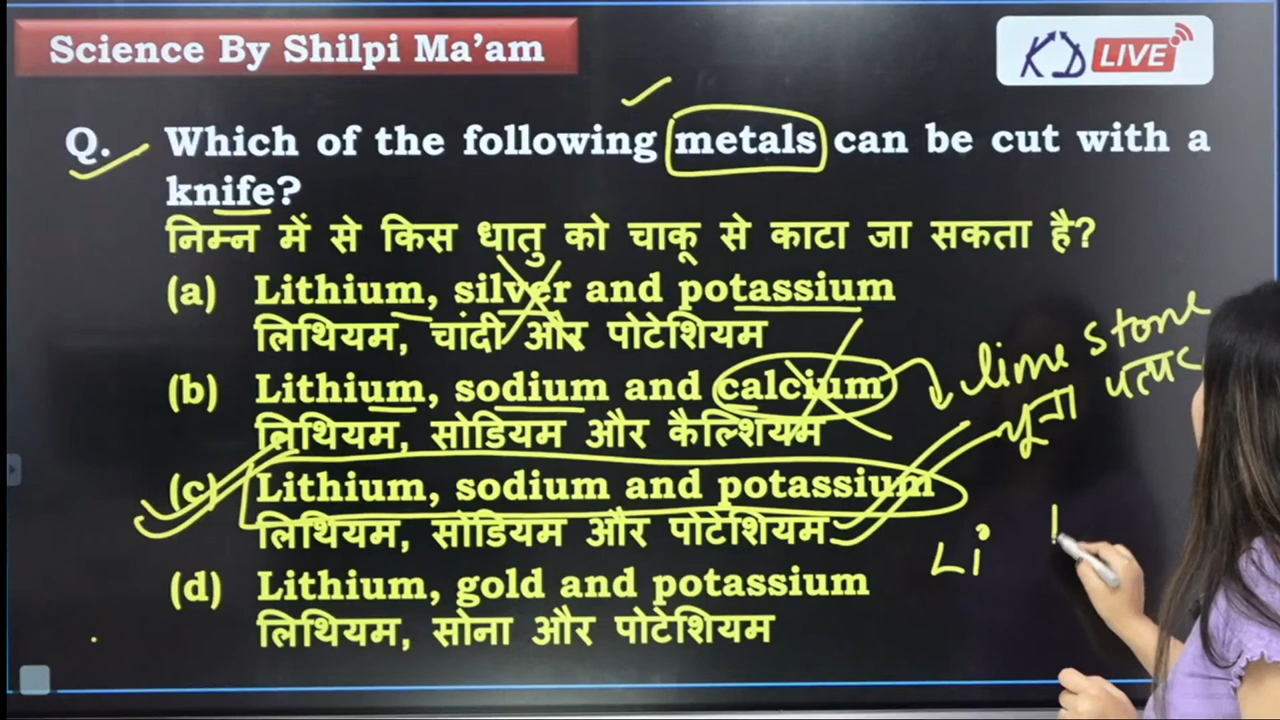 Science By Shilpi Ma'am
KD LIVE
Q. Which of the following metals can be cut with a
knife?
निम्न में से किस धातु को चाकू से काटा जा सकता है?
(a) Lithium, silver and potassium
लिथियम, चांदी और पोटेशियम
(b) Lithium, sodium and calcium
लिथियम, सोडियम और कैल्शियम
lime stone
चूना पत्थर
(c) Lithium, sodium and potassium
लिथियम, सोडियम और पोटेशियम
Li
(d) Lithium, gold and potassium
लिथियम, सोना और पोटेशियम